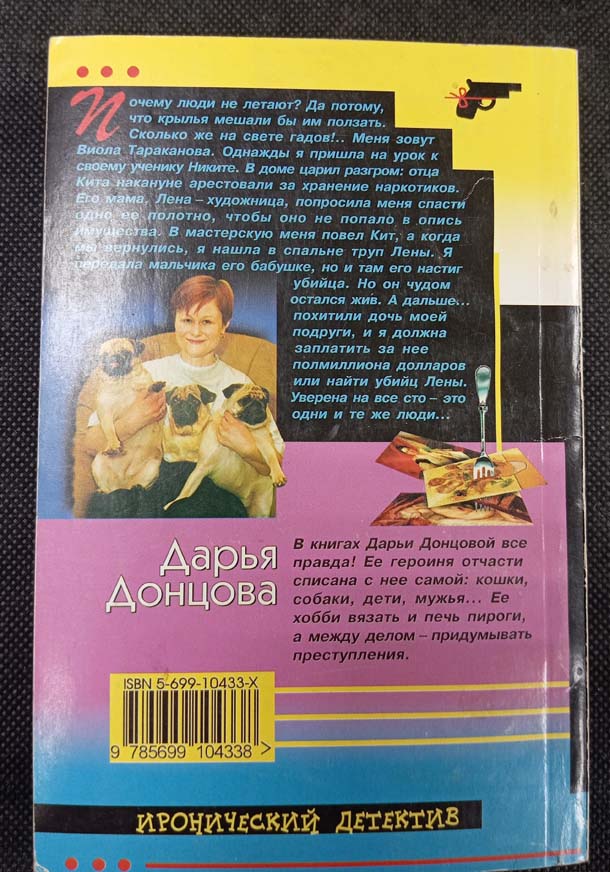 Почему люди не летают? Да потому,
что крылья мешали бы им ползать.
Сколько же на свете гадов!.. Меня зовут
Виола Тараканова. Однажды я пришла на урок к
своему ученику Никите. В доме царил разгром: отца
Кита накануне арестовали за хранение наркотиков.
Его мама, Лена – художница, попросила меня спасти
одно ее полотно, чтобы оно не попало в опись
имущества. В мастерскую меня повел Кит, а когда
мы вернулись, я нашла в спальне труп Лены. Я
передала мальчика его бабушке, но и там его настиг
убийца. Но он чудом
остался жив. А дальше...
похитили дочь моей
подруги, и я должна
заплатить за нее
полмиллиона долларов
или найти убийц Лены.
Уверена на все сто – это
одни и те же люди...
Дарья
Донцова
В книгах Дарьи Донцовой все
правда! Ее героиня отчасти
списана с нее самой: кошки,
собаки, дети, мужья... Ее
хобби вязать и печь пироги,
а между делом – придумывать
преступления.
ISBN 5-699-10433-X
9 785699 104338 >
ИРОНИЧЕСКИЙ ДЕТЕКТИВ